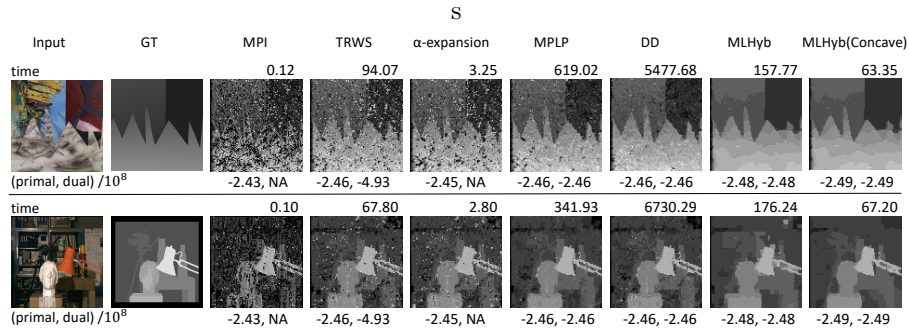 s
Input GT MPI TRWS α-expansion MPLP DD MLHyb MLHyb(Concave)
time 0.12 94.07 3.25 619.02 5477.68 157.77 63.35
(primal, dual) /10⁸ -2.43, NA -2.46, -4.93 -2.45, NA -2.46, -2.46 -2.46, -2.46 -2.48, -2.48 -2.49, -2.49
time 0.10 67.80 2.80 341.93 6730.29 176.24 67.20
(primal, dual) /10⁸ -2.43, NA -2.46, -4.93 -2.45, NA -2.46, -2.46 -2.46, -2.46 -2.48, -2.48 -2.49, -2.49